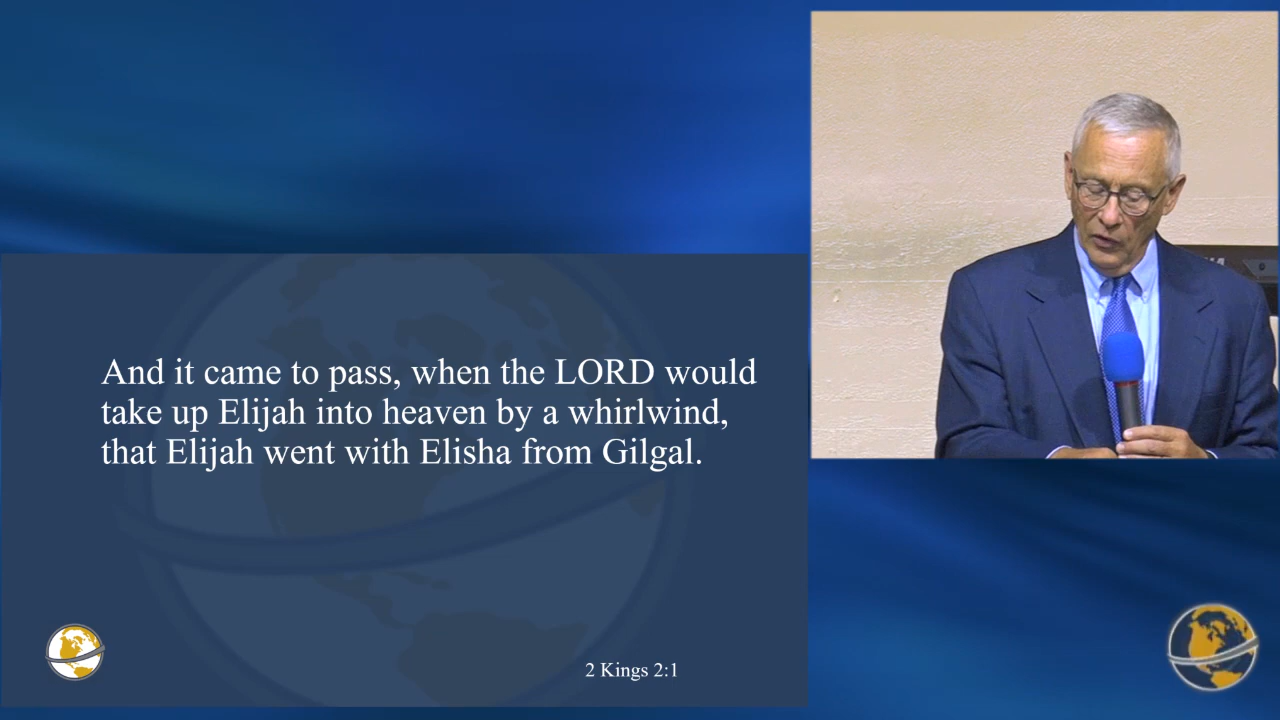 And it came to pass, when the LORD would
take up Elijah into heaven by a whirlwind,
that Elijah went with Elisha from Gilgal.
2 Kings 2:1